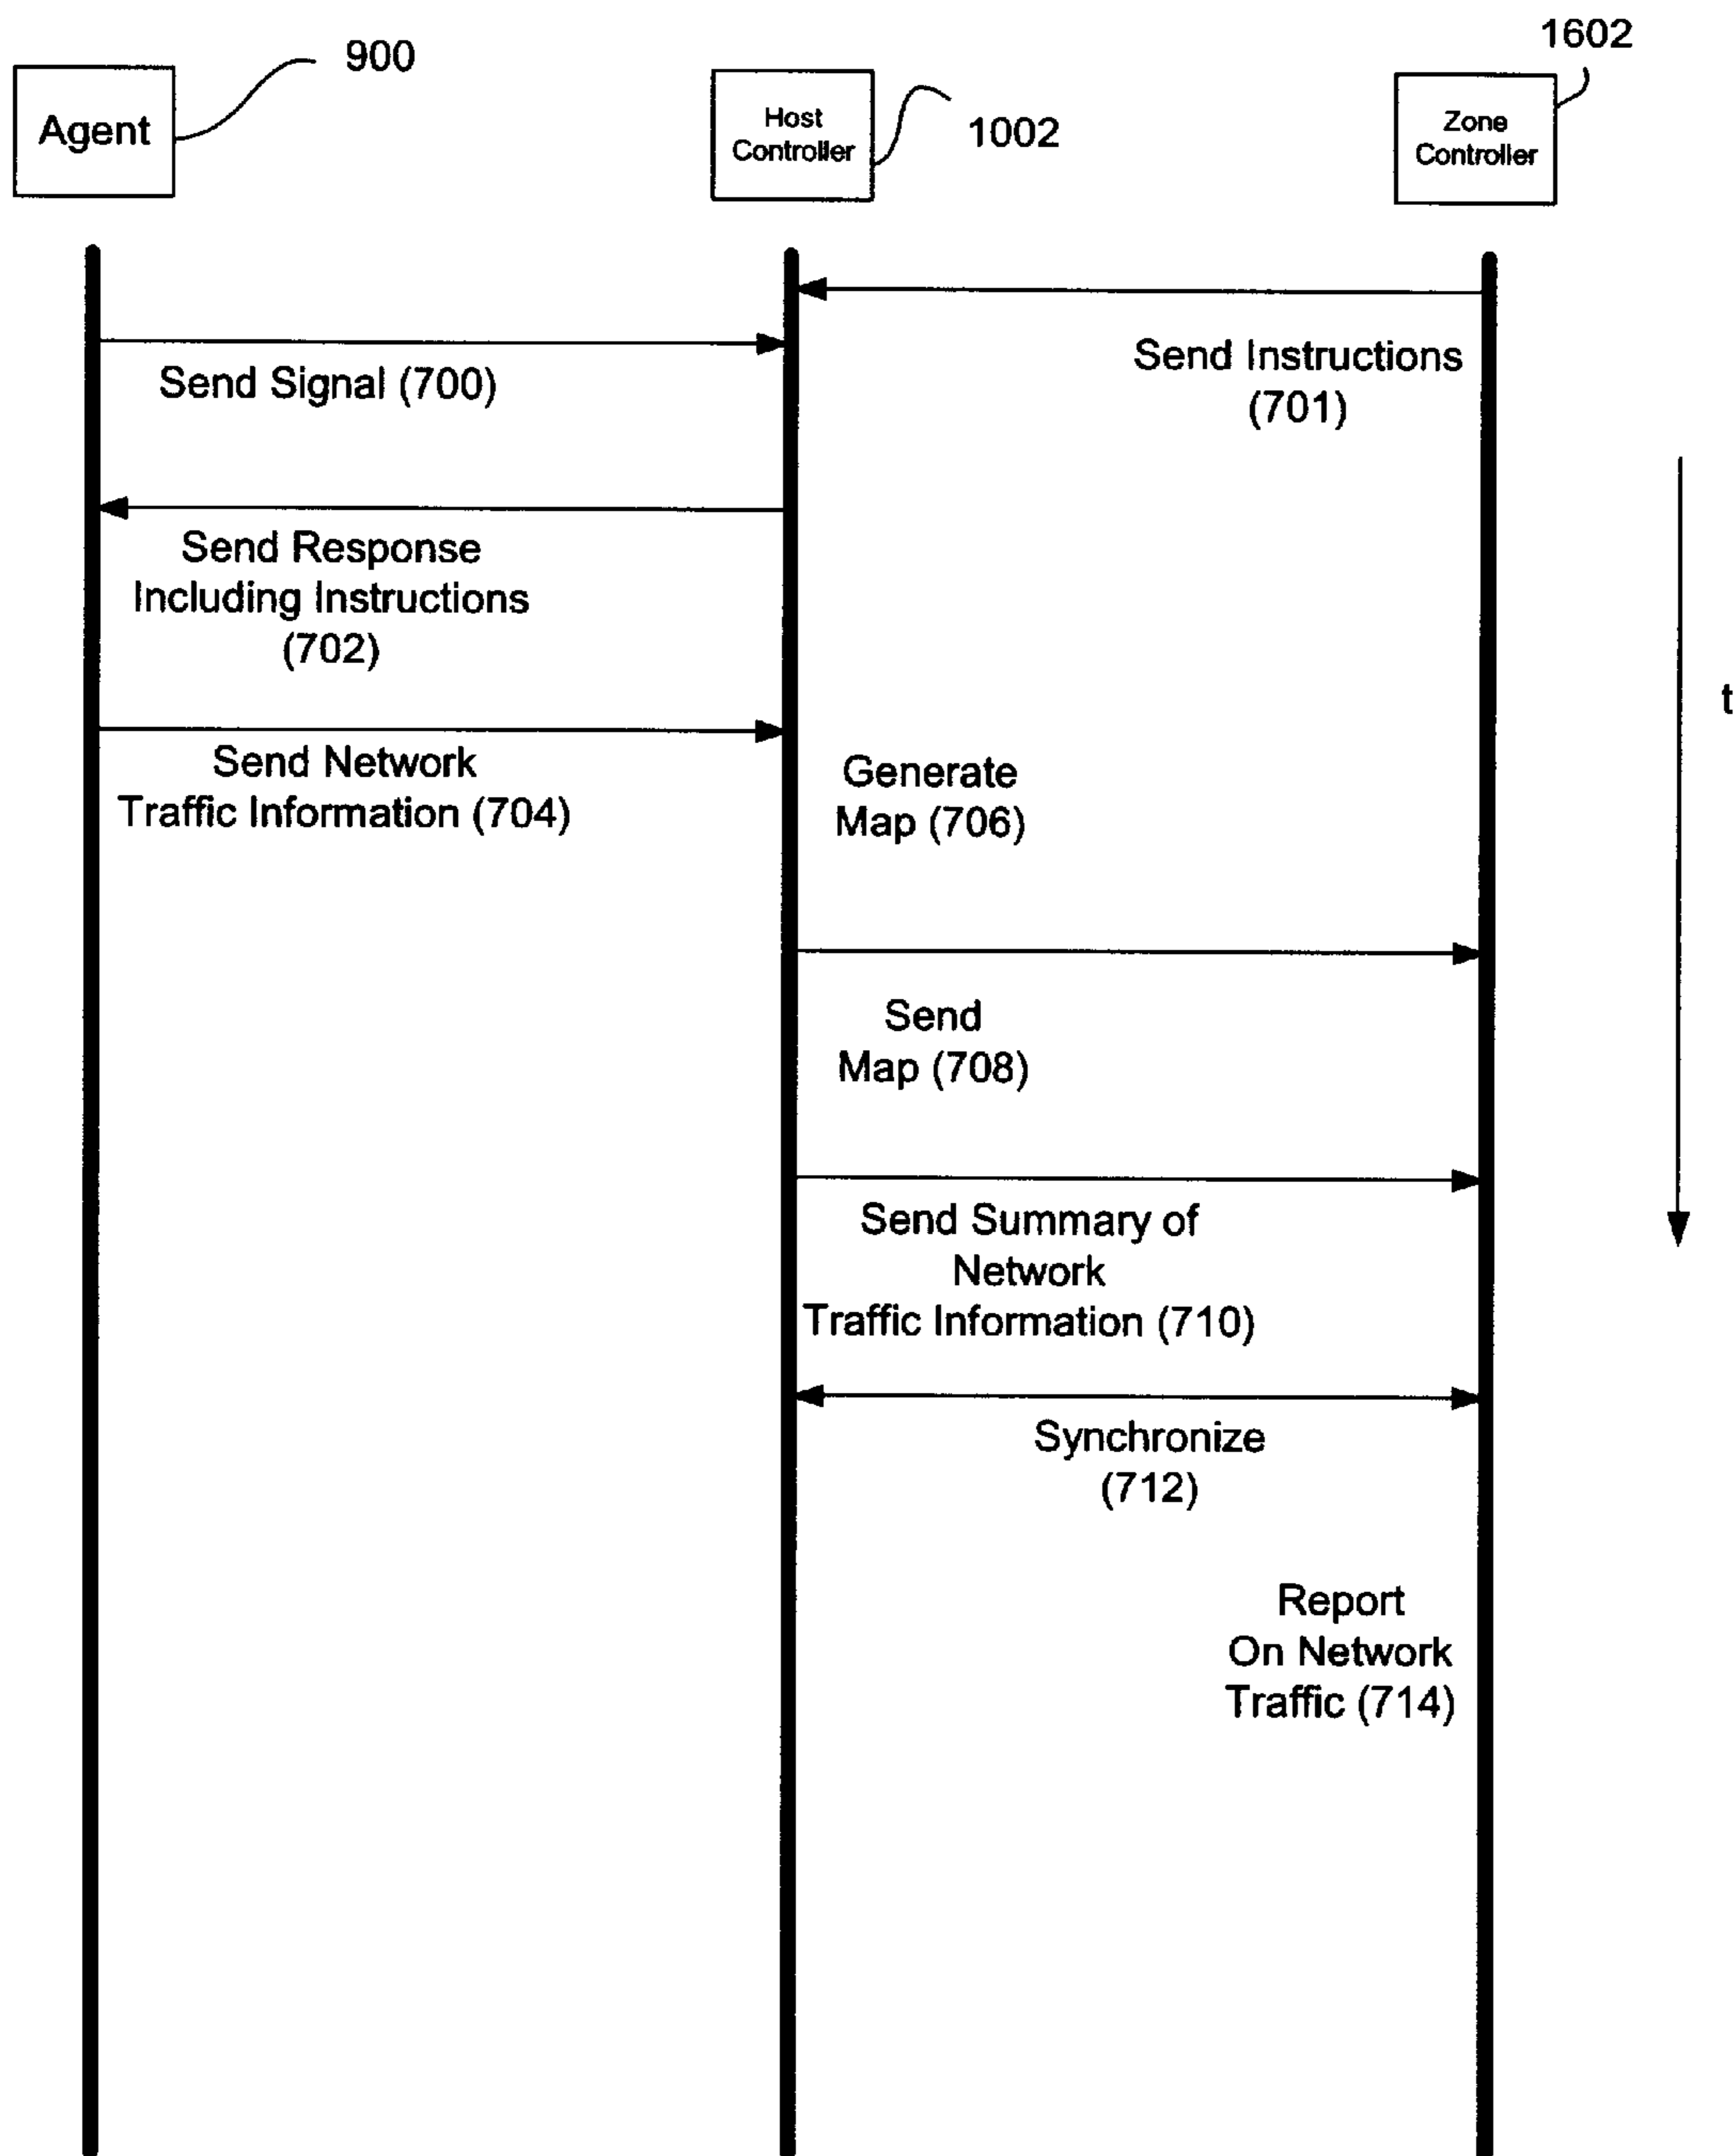 900
1602
Agent
Host
Controller
1002
Zone
Controller
Send Instructions
(701)
Send Signal (700)
Send Response
Including Instructions
(702)
t
Send Network
Traffic Information (704)
Generate
Map (706)
Send
Map (708)
Send Summary of
Network
Traffic Information (710)
Synchronize
(712)
Report
On Network
Traffic (714)